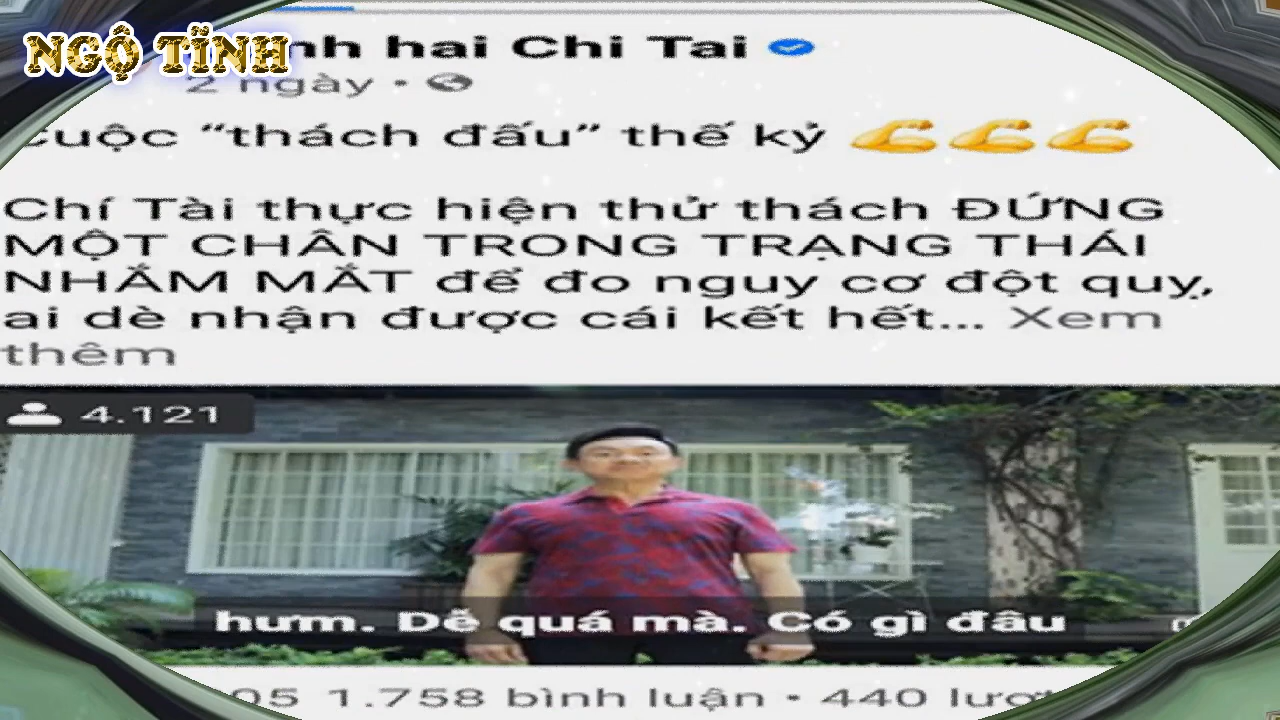 NGỘ TĨNH
nh hai Chi Tai
2 ngày
cuộc “thách đấu” thế kỷ 💪💪💪
Chí Tài thực hiện thử thách ĐỨNG
MỘT CHÂN TRONG TRẠNG THÁI
NHẮM MẮT để đo nguy cơ đột quỵ,
ai dè nhận được cái kết hết... Xem
thêm
4.121
hưm. Dễ quá mà. Có gì đâu
05 1.758 bình luận • 440 lượt